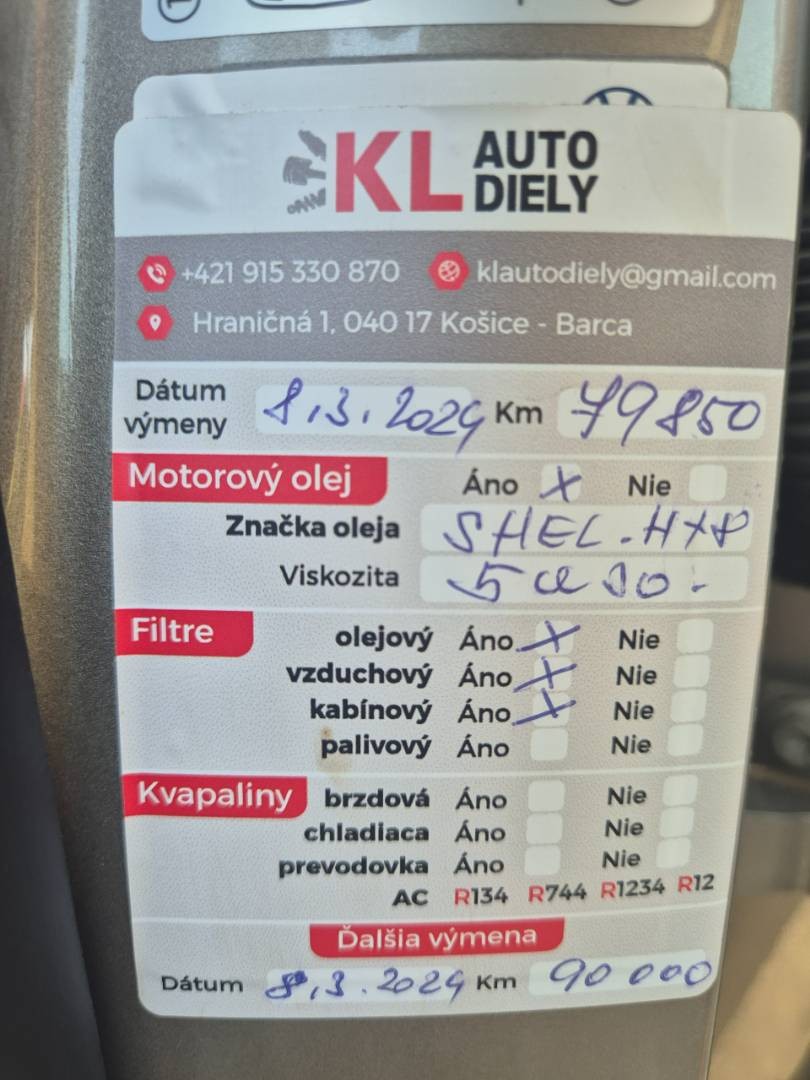 KL AUTO DIELY
+421 915 330 870 klautodiely@gmail.com
Hraničná 1, 040 17 Košice - Barca
Dátum výmeny 8.3.2024 Km 79850
Motorový olej Áno X Nie
Značka oleja SHEL.HX8
Viskozita 5W30.
Filtre olejový Áno X Nie
vzduchový Áno X Nie
kabínový Áno X Nie
palivový Áno Nie
Kvapaliny brzdová Áno Nie
chladiaca Áno Nie
prevodovka Áno Nie
AC R134 R744 R1234 R12
Ďalšia výmena
Dátum 8.3.2024 Km 90 000